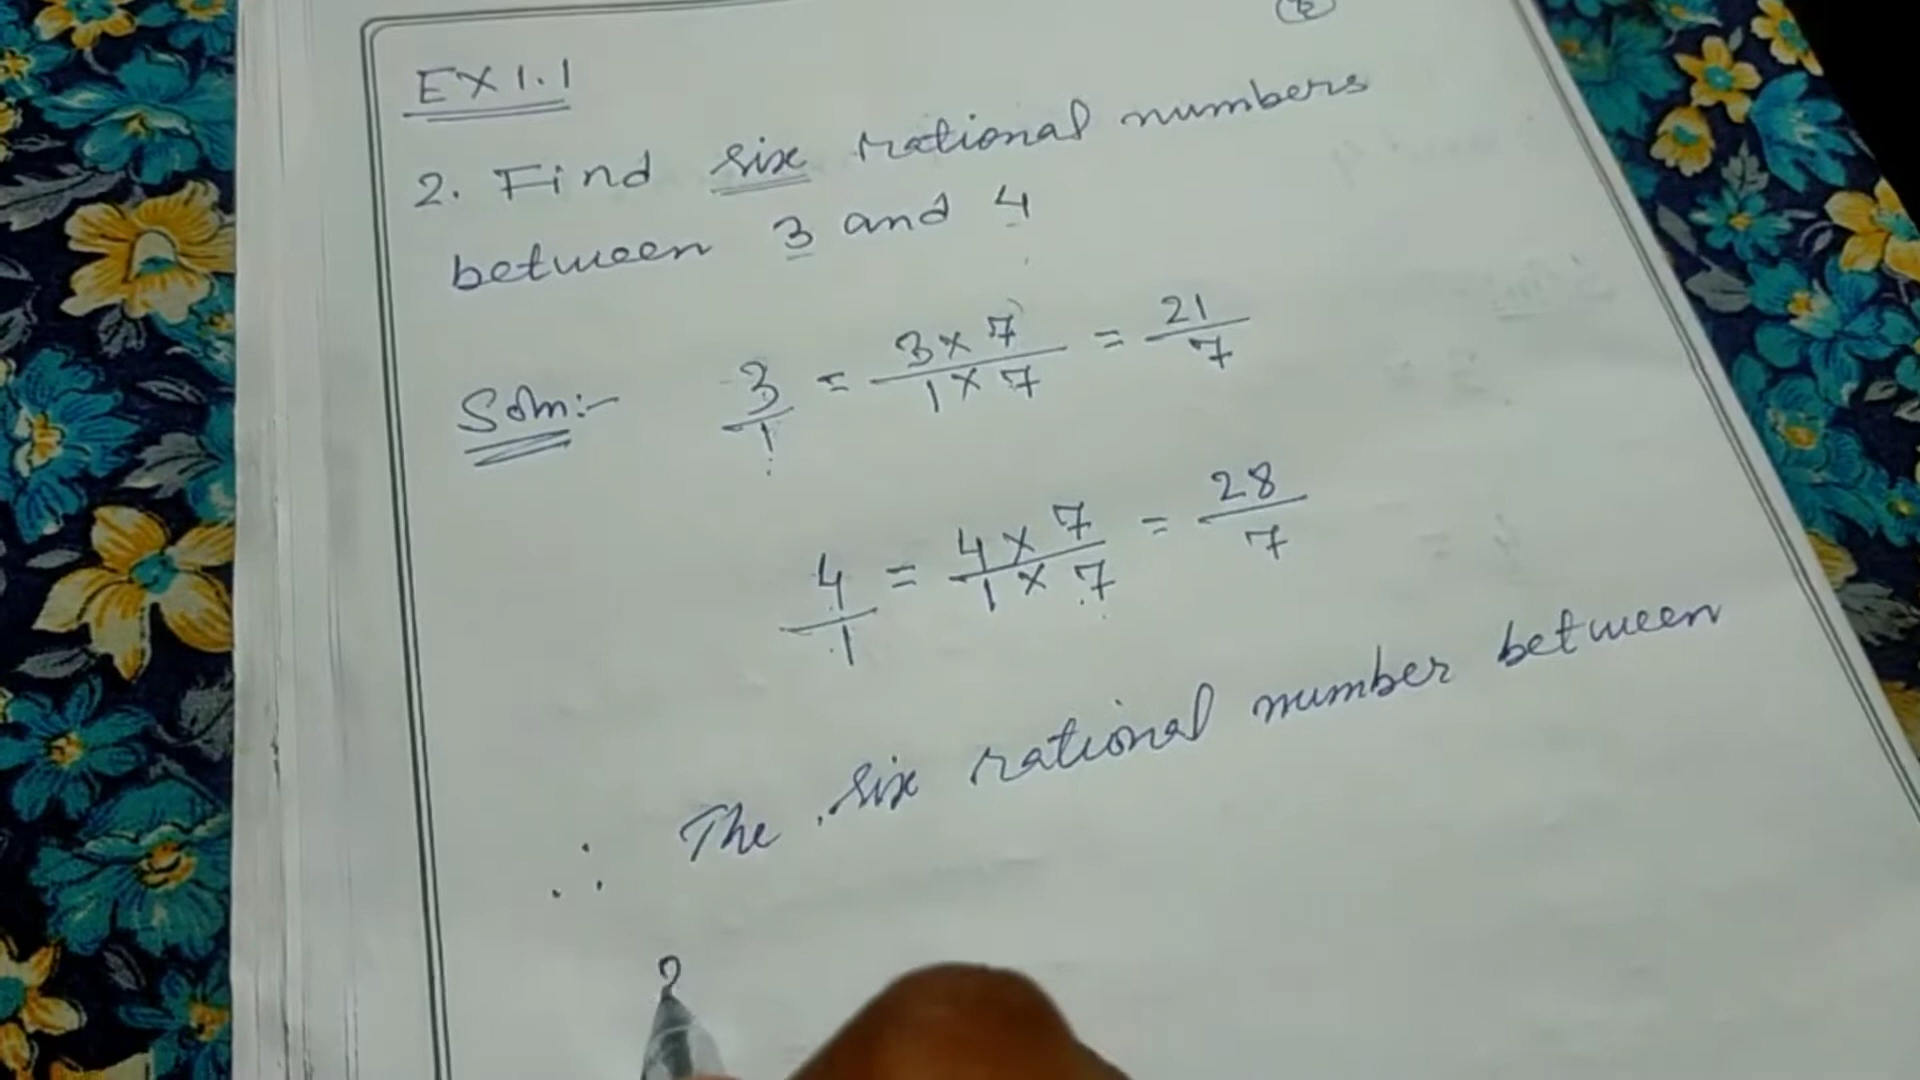 EX 1.1
2. Find six rational numbers
between 3 and 4
Soln:- 3/1 = 3 × 7 / 1 × 7 = 21/7
4/1 = 4 × 7 / 1 × 7 = 28/7
∴ The six rational number between